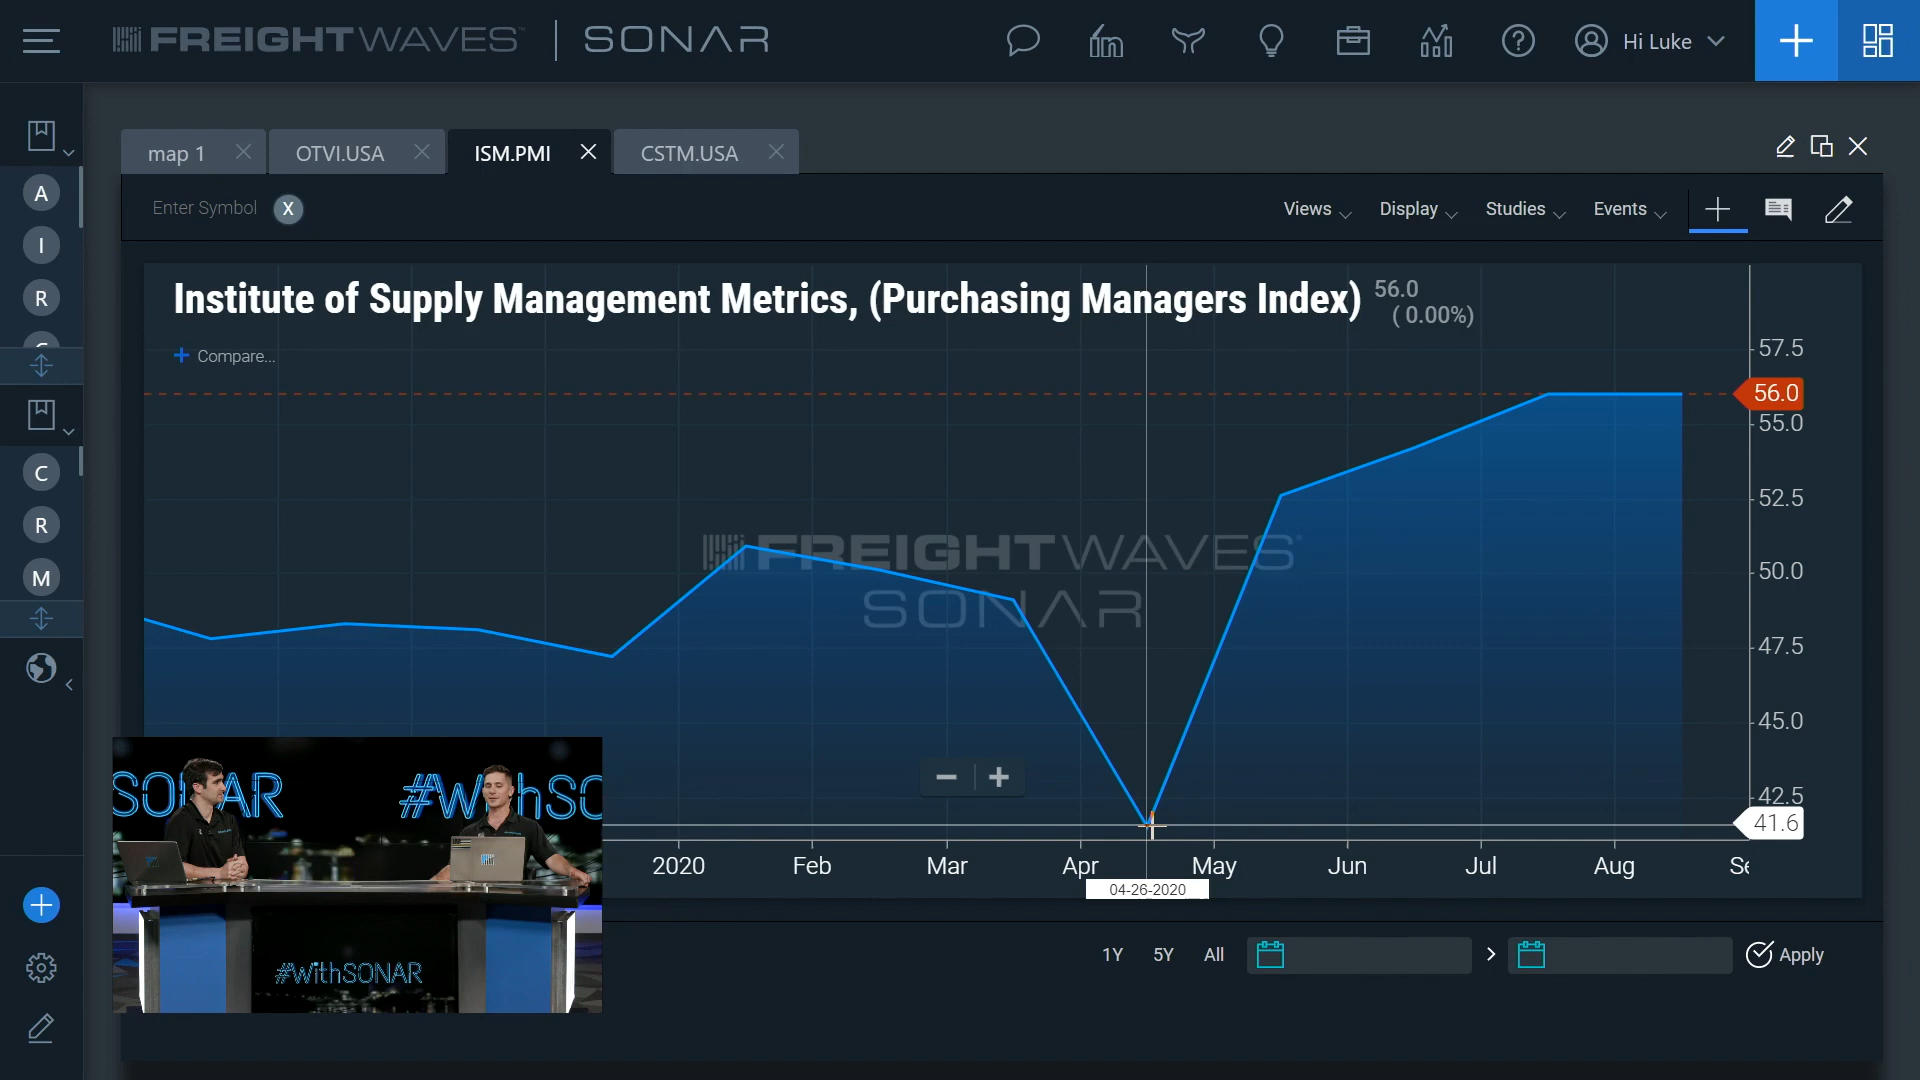 FREIGHTWAVES™ | SONAR
Hi Luke
map 1
OTVI.USA
ISM.PMI
CSTM.USA
A
I
R
Enter Symbol X
Views
Display
Studies
Events
Institute of Supply Management Metrics, (Purchasing Managers Index) 56.0
( 0.00%)
+ Compare...
57.5
56.0
55.0
52.5
50.0
47.5
45.0
42.5
41.6
FREIGHTWAVES
SONAR
C
R
M
2020
Feb
Mar
Apr
May
Jun
Jul
Aug
04-26-2020
SONAR
#WithSO
#WithSONAR
1Y
5Y
All
Apply